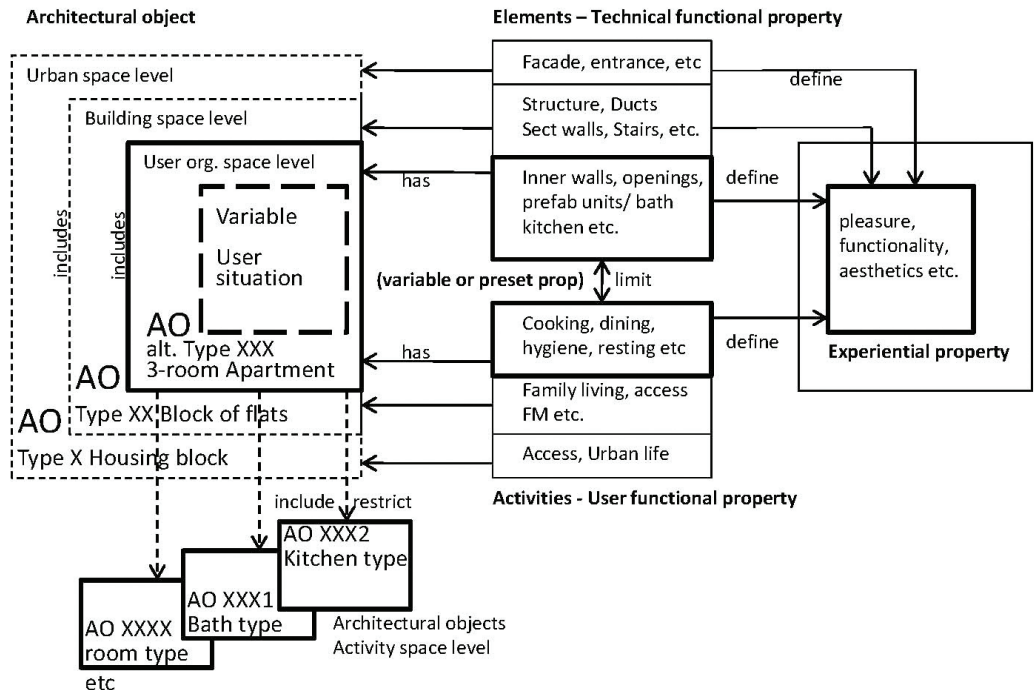 Architectural object
Elements – Technical functional property
Urban space level
Facade, entrance, etc
define
Building space level
Structure, Ducts
Sect walls, Stairs, etc.
User org. space level
has
Inner walls, openings,
prefab units/ bath
kitchen etc.
define
Variable
User
situation
includes
includes
pleasure,
functionality,
aesthetics etc.
(variable or preset prop)
limit
AO
alt. Type XXX
3-room Apartment
has
Cooking, dining,
hygiene, resting etc
define
Experiential property
AO
Type XX Block of flats
Family living, access
FM etc.
AO
Type X Housing block
Access, Urban life
Activities - User functional property
include
restrict
AO XXX2
Kitchen type
AO XXX1
Bath type
AO XXXX
room type
etc
Architectural objects
Activity space level